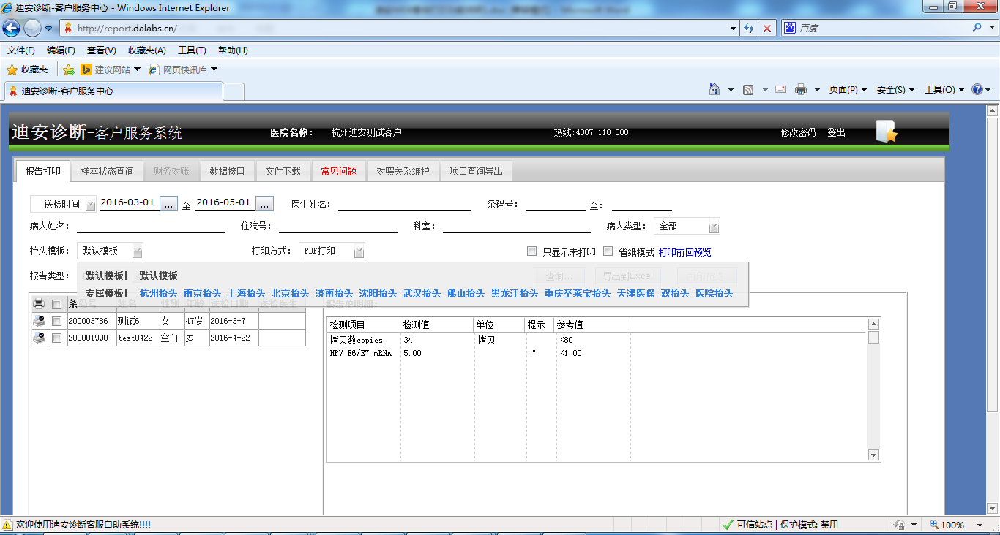 迪安诊断-客户服务中心 - Windows Internet Explorer
http://report.dalabs.cn/ 百度
文件(F) 编辑(E) 查看(V) 收藏夹(A) 工具(T) 帮助(H)
收藏夹 建议网站 网页快讯库
迪安诊断-客户服务中心 页面(P) 安全(S) 工具(O)
迪安诊断-客户服务系统 医院名称: 杭州迪安测试客户 热线:4007-118-000 修改密码 登出
报告打印 样本状态查询 财务对账 数据接口 文件下载 常见问题 对照关系维护 项目查询导出
送检时间 2016-03-01 ... 至 2016-05-01 ... 医生姓名: 条码号: 至:
病人姓名: 住院号: 科室: 病人类型: 全部
抬头模板: 默认模板 打印方式: PDF打印 只显示未打印 省纸模式 打印前回预览
报告类型: 默认模板| 默认模板 查询... 导出到Excel
专属模板| 杭州抬头 南京抬头 上海抬头 北京抬头 济南抬头 沈阳抬头 武汉抬头 佛山抬头 黑龙江抬头 重庆圣莱宝抬头 天津医保 双抬头 医院抬头
条码号 姓名 性别 年龄 送检日期 送检医生 报告单明细:
200003786 测试6 女 47岁 2016-3-7
200001990 test0422 空白 岁 2016-4-22
检测项目 检测值 单位 提示 参考值
拷贝数copies 34 拷贝 <80
HPV E6/E7 mRNA 5.00 ↑ <1.00
欢迎使用迪安诊断客服自助系统!!!! 可信站点 | 保护模式: 禁用 100%